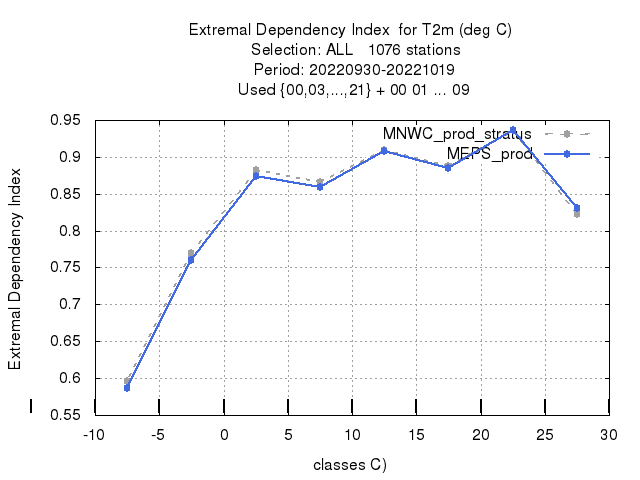 Extremal Dependency Index for T2m (deg C)
Selection: ALL 1076 stations
Period: 20220930-20221019
Used {00,03,...,21} + 00 01 ... 09
MNWC_prod_stratus
MEPS_prod
Extremal Dependency Index
0.95
0.9
0.85
0.8
0.75
0.7
0.65
0.6
0.55
-10 -5 0 5 10 15 20 25 30
classes C)